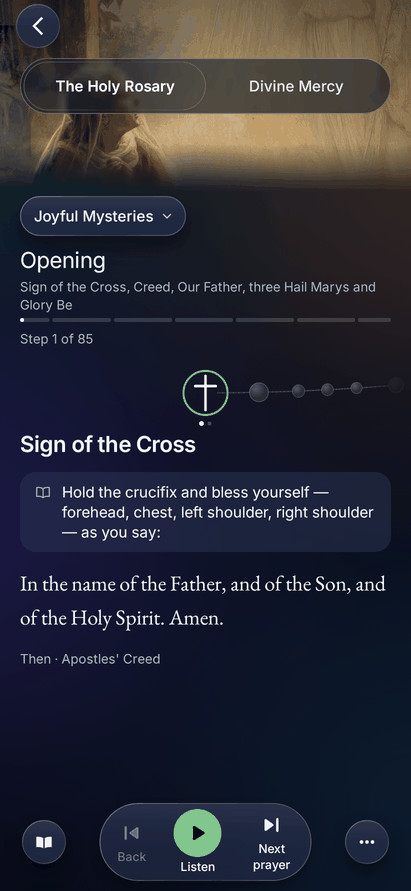 The Holy Rosary
Divine Mercy
Joyful Mysteries
Opening
Sign of the Cross, Creed, Our Father, three Hail Marys and
Glory Be
Step 1 of 85
Sign of the Cross
Hold the crucifix and bless yourself —
forehead, chest, left shoulder, right shoulder
— as you say:
In the name of the Father, and of the Son, and
of the Holy Spirit. Amen.
Then · Apostles' Creed
Back
Listen
Next
prayer